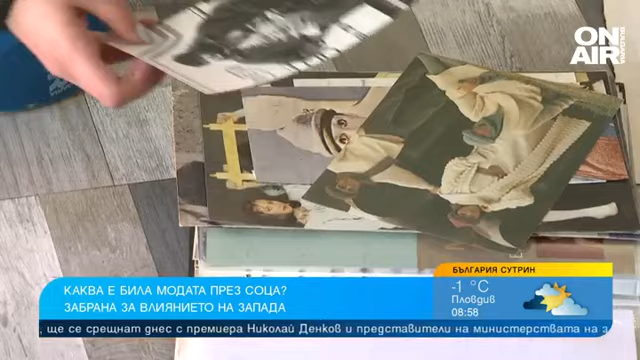 ON
AIR
BULGARIA
КАКВА Е БИЛА МОДАТА ПРЕЗ СОЦА?
ЗАБРАНА ЗА ВЛИЯНИЕТО НА ЗАПАДА
БЪЛГАРИЯ СУТРИН
-1 °C
Пловдив
08:58
, ще се срещнат днес с премиера Николай Денков и представители на министерствата на з